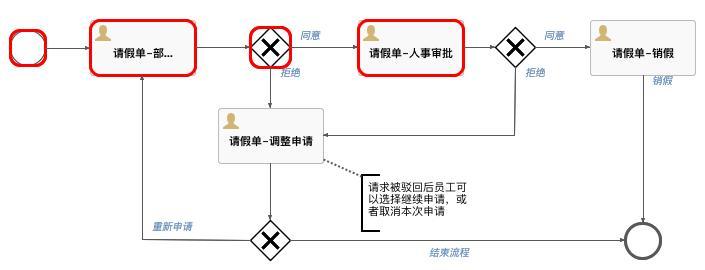 同意
同意
请假单-部...
请假单-人事审批
请假单-销假
拒绝
拒绝
销假
请假单-调整申请
请求被驳回后员工可
以选择继续申请，或
者取消本次申请
重新申请
结束流程